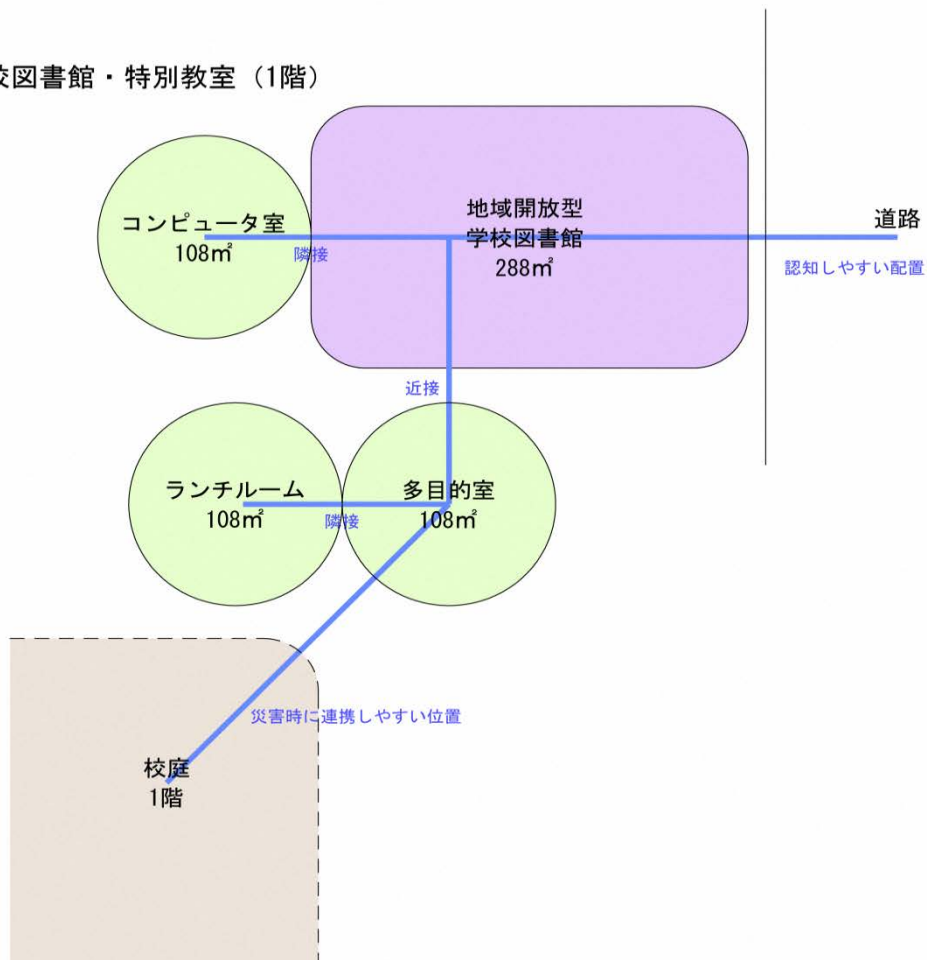 校図書館・特別教室（1階）
コンピュータ室
108㎡
隣接
地域開放型
学校図書館
288㎡
道路
認知しやすい配置
近接
ランチルーム
108㎡
隣接
多目的室
108㎡
災害時に連携しやすい位置
校庭
1階